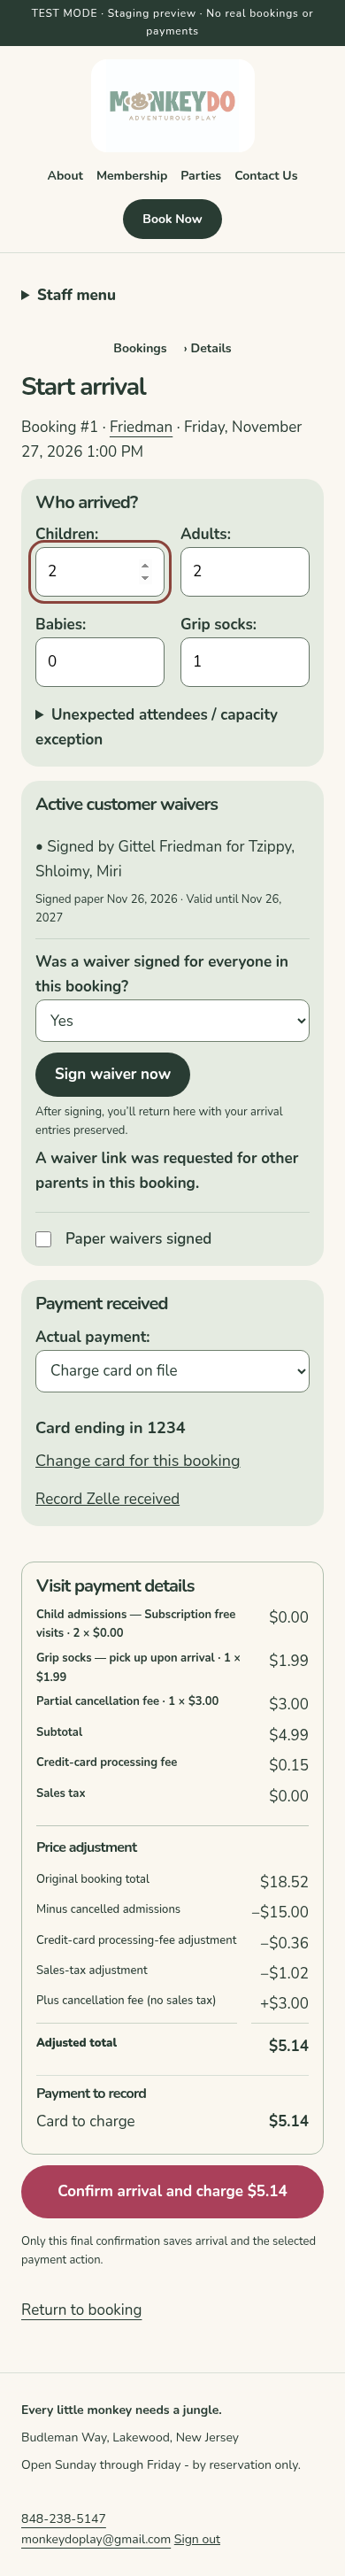 TEST MODE · Staging preview · No real bookings or
payments
MONKEYDO
ADVENTUROUS PLAY
About Membership Parties Contact Us
Book Now
▶ Staff menu
Bookings › Details
Start arrival
Booking #1 · Friedman · Friday, November
27, 2026 1:00 PM
Who arrived?
Children: Adults:
2 2
Babies: Grip socks:
0 1
▶ Unexpected attendees / capacity
exception
Active customer waivers
• Signed by Gittel Friedman for Tzippy,
Shloimy, Miri
Signed paper Nov 26, 2026 · Valid until Nov 26,
2027
Was a waiver signed for everyone in
this booking?
Yes
Sign waiver now
After signing, you’ll return here with your arrival
entries preserved.
A waiver link was requested for other
parents in this booking.
Paper waivers signed
Payment received
Actual payment:
Charge card on file
Card ending in 1234
Change card for this booking
Record Zelle received
Visit payment details
Child admissions — Subscription free $0.00
visits · 2 × $0.00
Grip socks — pick up upon arrival · 1 × $1.99
$1.99
Partial cancellation fee · 1 × $3.00 $3.00
Subtotal $4.99
Credit-card processing fee $0.15
Sales tax $0.00
Price adjustment
Original booking total $18.52
Minus cancelled admissions −$15.00
Credit-card processing-fee adjustment −$0.36
Sales-tax adjustment −$1.02
Plus cancellation fee (no sales tax) +$3.00
Adjusted total $5.14
Payment to record
Card to charge $5.14
Confirm arrival and charge $5.14
Only this final confirmation saves arrival and the selected
payment action.
Return to booking
Every little monkey needs a jungle.
Budleman Way, Lakewood, New Jersey
Open Sunday through Friday - by reservation only.
848-238-5147
monkeydoplay@gmail.com Sign out